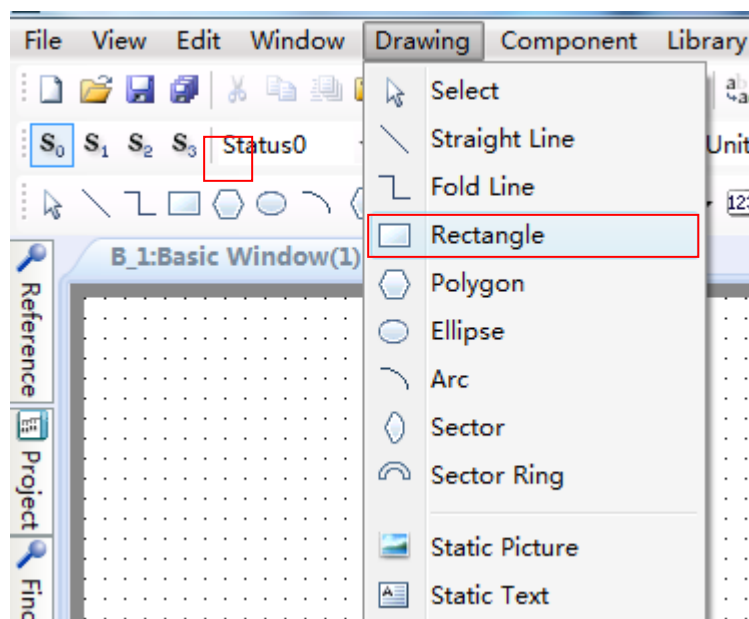 File View Edit Window Drawing Component Library
S0 S1 S2 S3 Status0
B_1:Basic Window(1)
Select
Straight Line
Fold Line
Rectangle
Polygon
Ellipse
Arc
Sector
Sector Ring
Static Picture
Static Text
Reference
Project
Unit
123